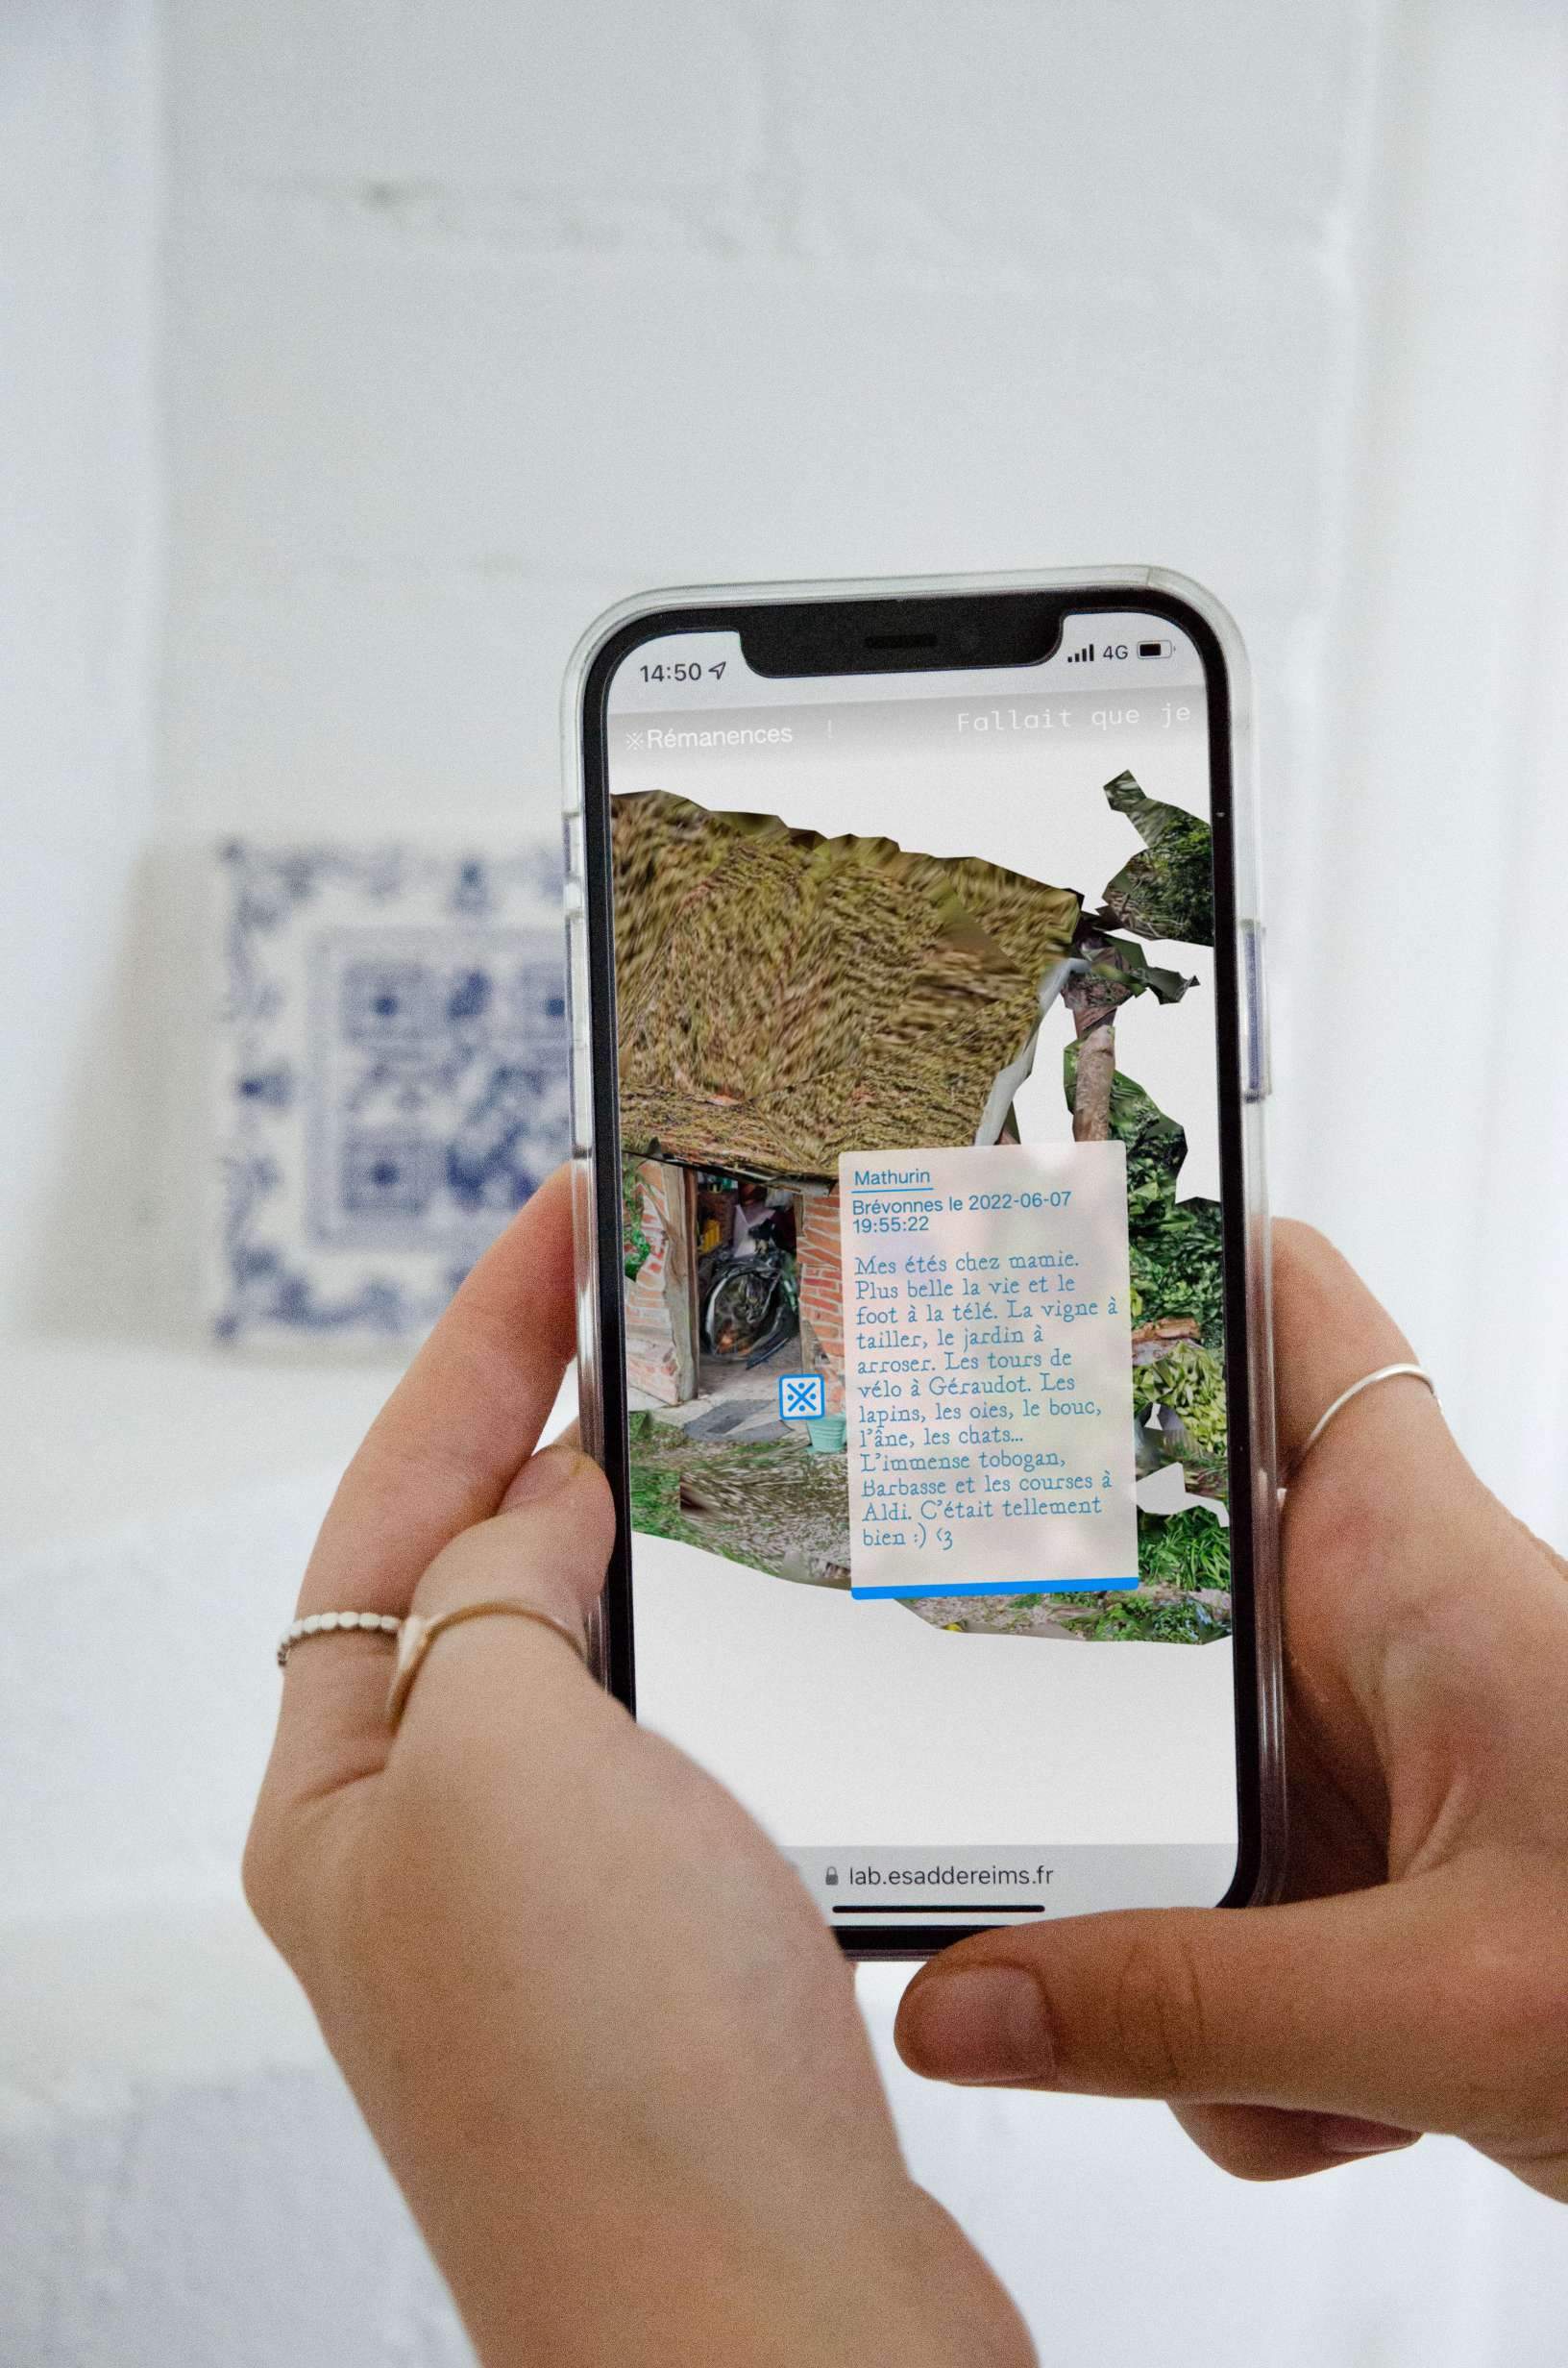 14:50
4G
※Rémanences ! Fallait que je
Mathurin
Brévonnes le 2022-06-07
19:55:22
Mes étés chez mamie.
Plus belle la vie et le
foot à la télé. La vigne à
tailler, le jardin à
arroser. Les tours de
vélo à Géraudot. Les
lapins, les oies, le bouc,
l'âne, les chats...
L'immense tobogan,
Barbasse et les courses à
Aldi. C'était tellement
bien :) <3
lab.esaddereims.fr